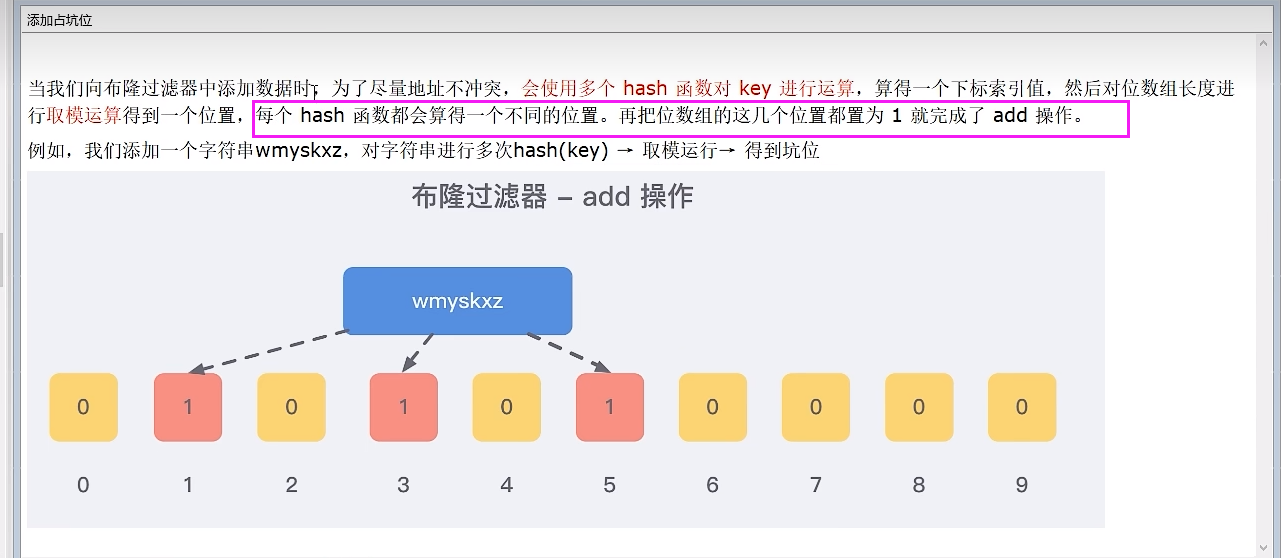 添加占坑位
当我们向布隆过滤器中添加数据时，为了尽量地址不冲突，会使用多个 hash 函数对 key 进行运算，算得一个下标索引值，然后对位数组长度进
行取模运算得到一个位置，每个 hash 函数都会算得一个不同的位置。再把位数组的这几个位置都置为 1 就完成了 add 操作。
例如，我们添加一个字符串wmyskxz，对字符串进行多次hash(key) → 取模运行→ 得到坑位
布隆过滤器 – add 操作
wmyskxz
0 1 0 1 0 1 0 0 0 0
0 1 2 3 4 5 6 7 8 9